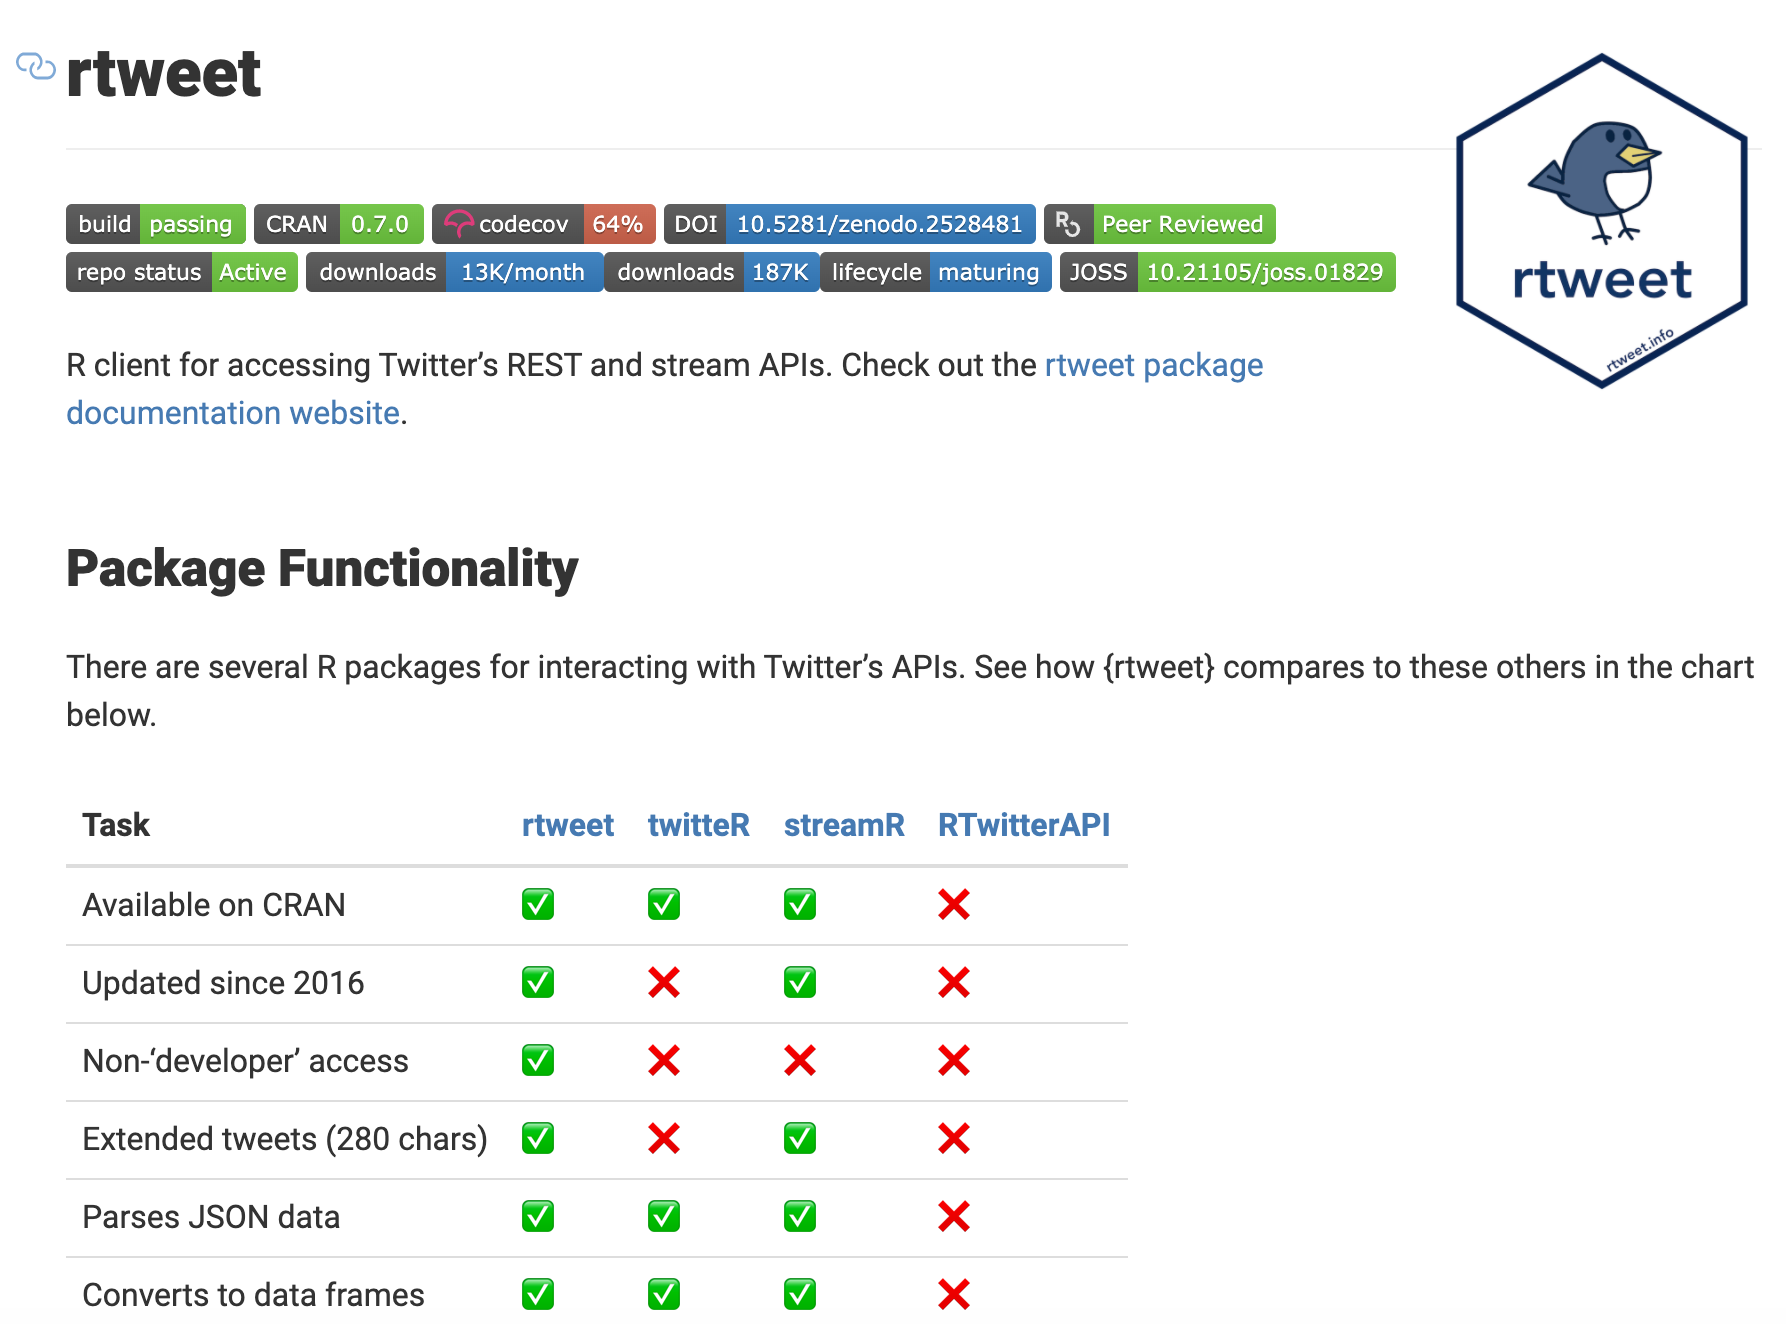 rtweet
build passing CRAN 0.7.0 codecov 64% DOI 10.5281/zenodo.2528481 Peer Reviewed
repo status Active downloads 13K/month downloads 187K lifecycle maturing JOSS 10.21105/joss.01829
rtweet
rtweet.info
R client for accessing Twitter’s REST and stream APIs. Check out the rtweet package
documentation website.
Package Functionality
There are several R packages for interacting with Twitter’s APIs. See how {rtweet} compares to these others in the chart
below.
Task rtweet twitteR streamR RTwitterAPI
Available on CRAN ✅ ✅ ✅ ❌
Updated since 2016 ✅ ❌ ✅ ❌
Non-‘developer’ access ✅ ❌ ❌ ❌
Extended tweets (280 chars) ✅ ❌ ✅ ❌
Parses JSON data ✅ ✅ ✅ ❌
Converts to data frames ✅ ✅ ✅ ❌